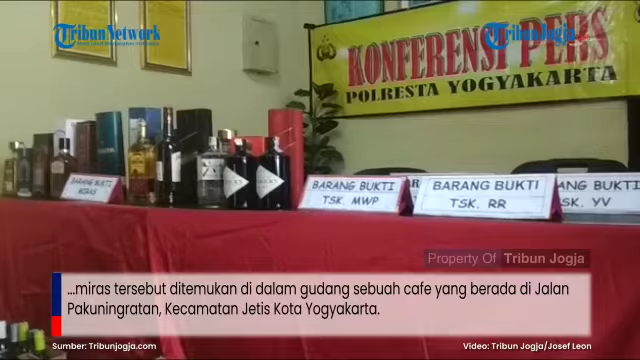 TribunNetwork
TribunJogja
KONFERENSI PERS
POLRESTA YOGYAKARTA
BARANG BUKTI
MIRAS
BARANG BUKTI
TSK. MWP
BARANG BUKTI
TSK. RR
BARANG BUKTI
TSK. YV
Property Of Tribun Jogja
...miras tersebut ditemukan di dalam gudang sebuah cafe yang berada di Jalan
Pakuningratan, Kecamatan Jetis Kota Yogyakarta.
Sumber: Tribunjogja.com
Video: Tribun Jogja/Josef Leon